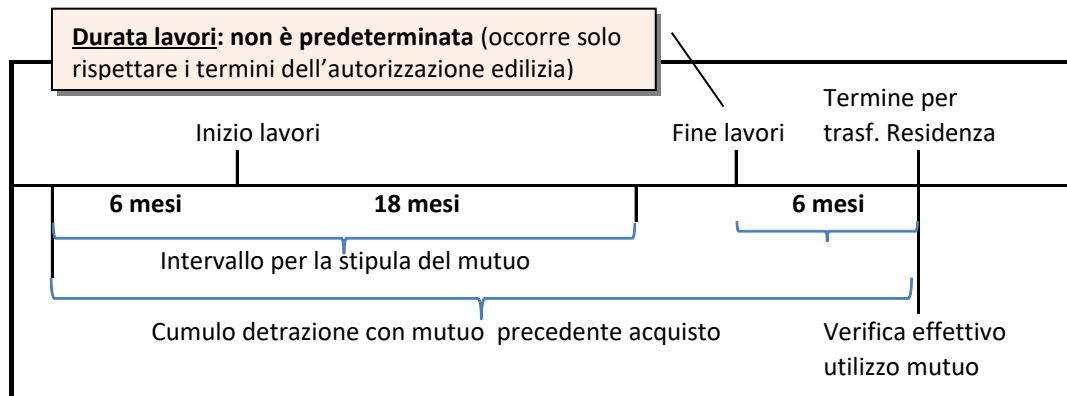 Durata lavori: non è predeterminata (occorre solo
rispettare i termini dell’autorizzazione edilizia)
Termine per
trasf. Residenza
Inizio lavori
Fine lavori
6 mesi
18 mesi
6 mesi
Intervallo per la stipula del mutuo
Cumulo detrazione con mutuo precedente acquisto
Verifica effettivo
utilizzo mutuo